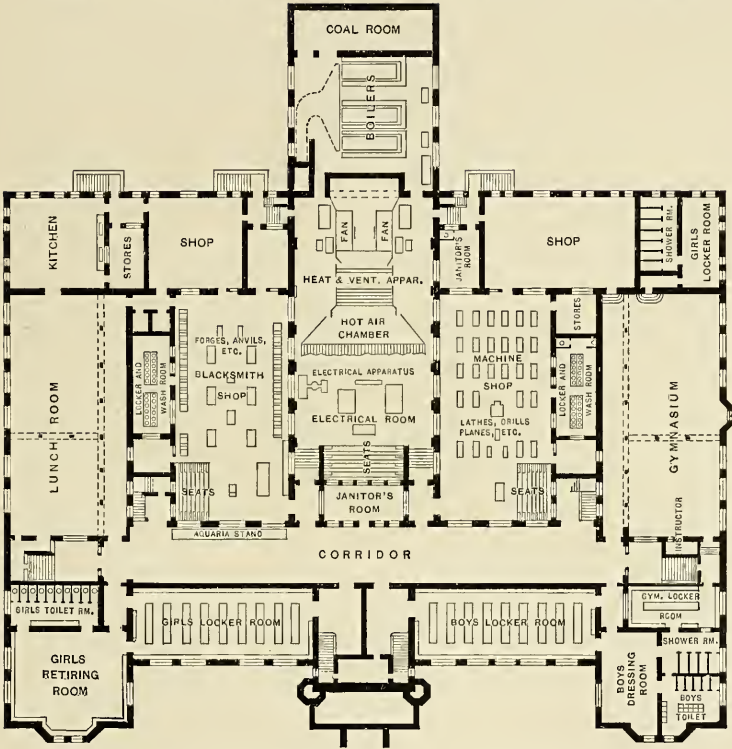 COAL ROOM
BOILERS
KITCHEN
STORES
SHOP
FAN
FAN
JANITOR'S
ROOM
SHOP
SHOWER RM.
GIRLS
LOCKER ROOM
HEAT & VENT. APPAR.
HOT AIR
CHAMBER
STORES
LUNCH ROOM
LOCKER AND
WASH ROOM
FORGES, ANVILS,
ETC.
BLACKSMITH
SHOP
ELECTRICAL APPARATUS
ELECTRICAL ROOM
MACHINE
SHOP
LATHES, DRILLS
PLANES, ETC.
LOCKER AND
WASH ROOM
GYMNASIUM
SEATS
SEATS
SEATS
JANITOR'S
ROOM
INSTRUCTOR
AQUARIA STAND
CORRIDOR
GIRLS TOILET RM.
GIRLS LOCKER ROOM
BOYS LOCKER ROOM
GYM. LOCKER
ROOM
GIRLS
RETIRING
ROOM
BOYS
DRESSING
ROOM
SHOWER RM.
BOYS
TOILET